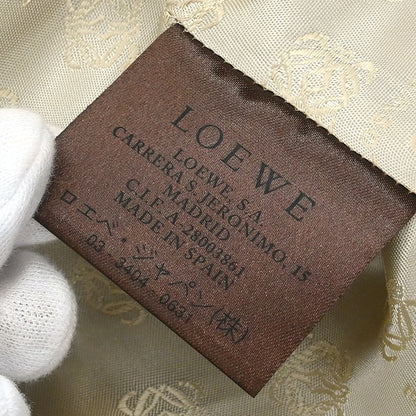 LOEWE
LOEWE, S.A.
CARRERA S. JERONIMO, 15
MADRID
C.I.F. A 28003861
MADE IN SPAIN
ロエベ・ジャパン(株)
03-3404-0631